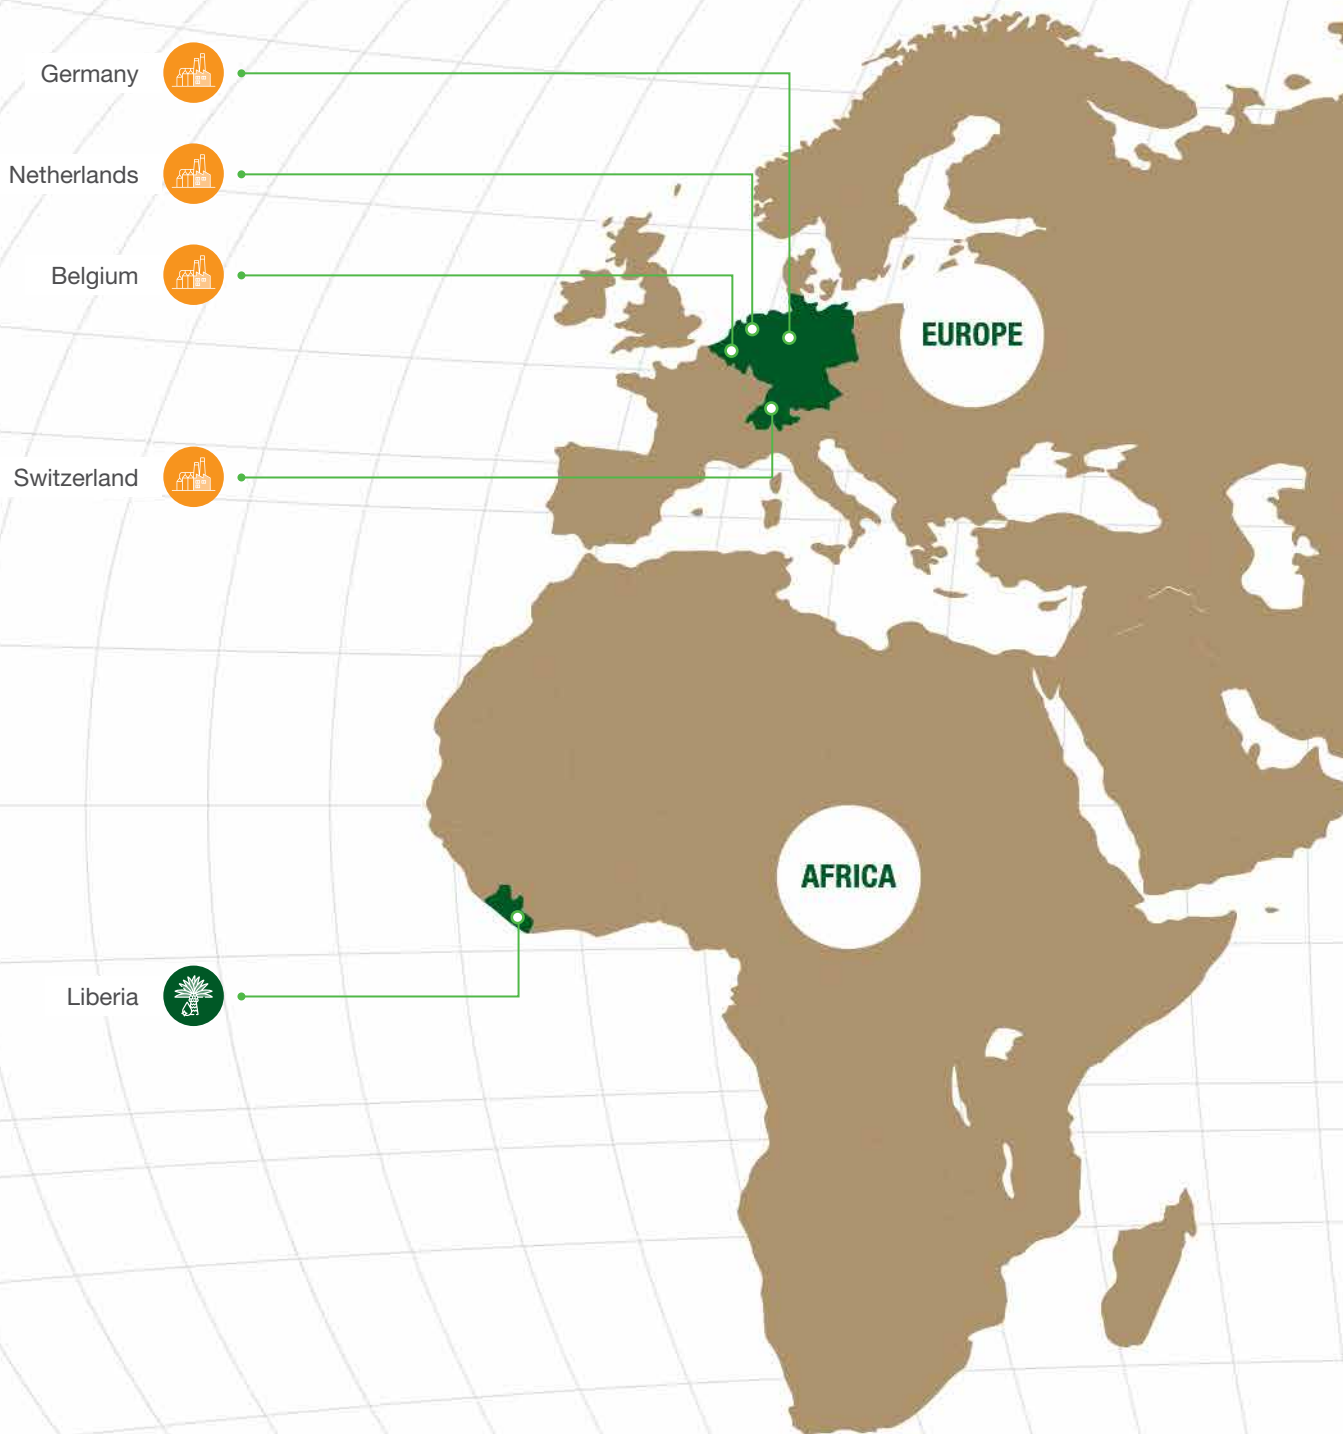 Germany
Netherlands
Belgium
EUROPE
Switzerland
AFRICA
Liberia